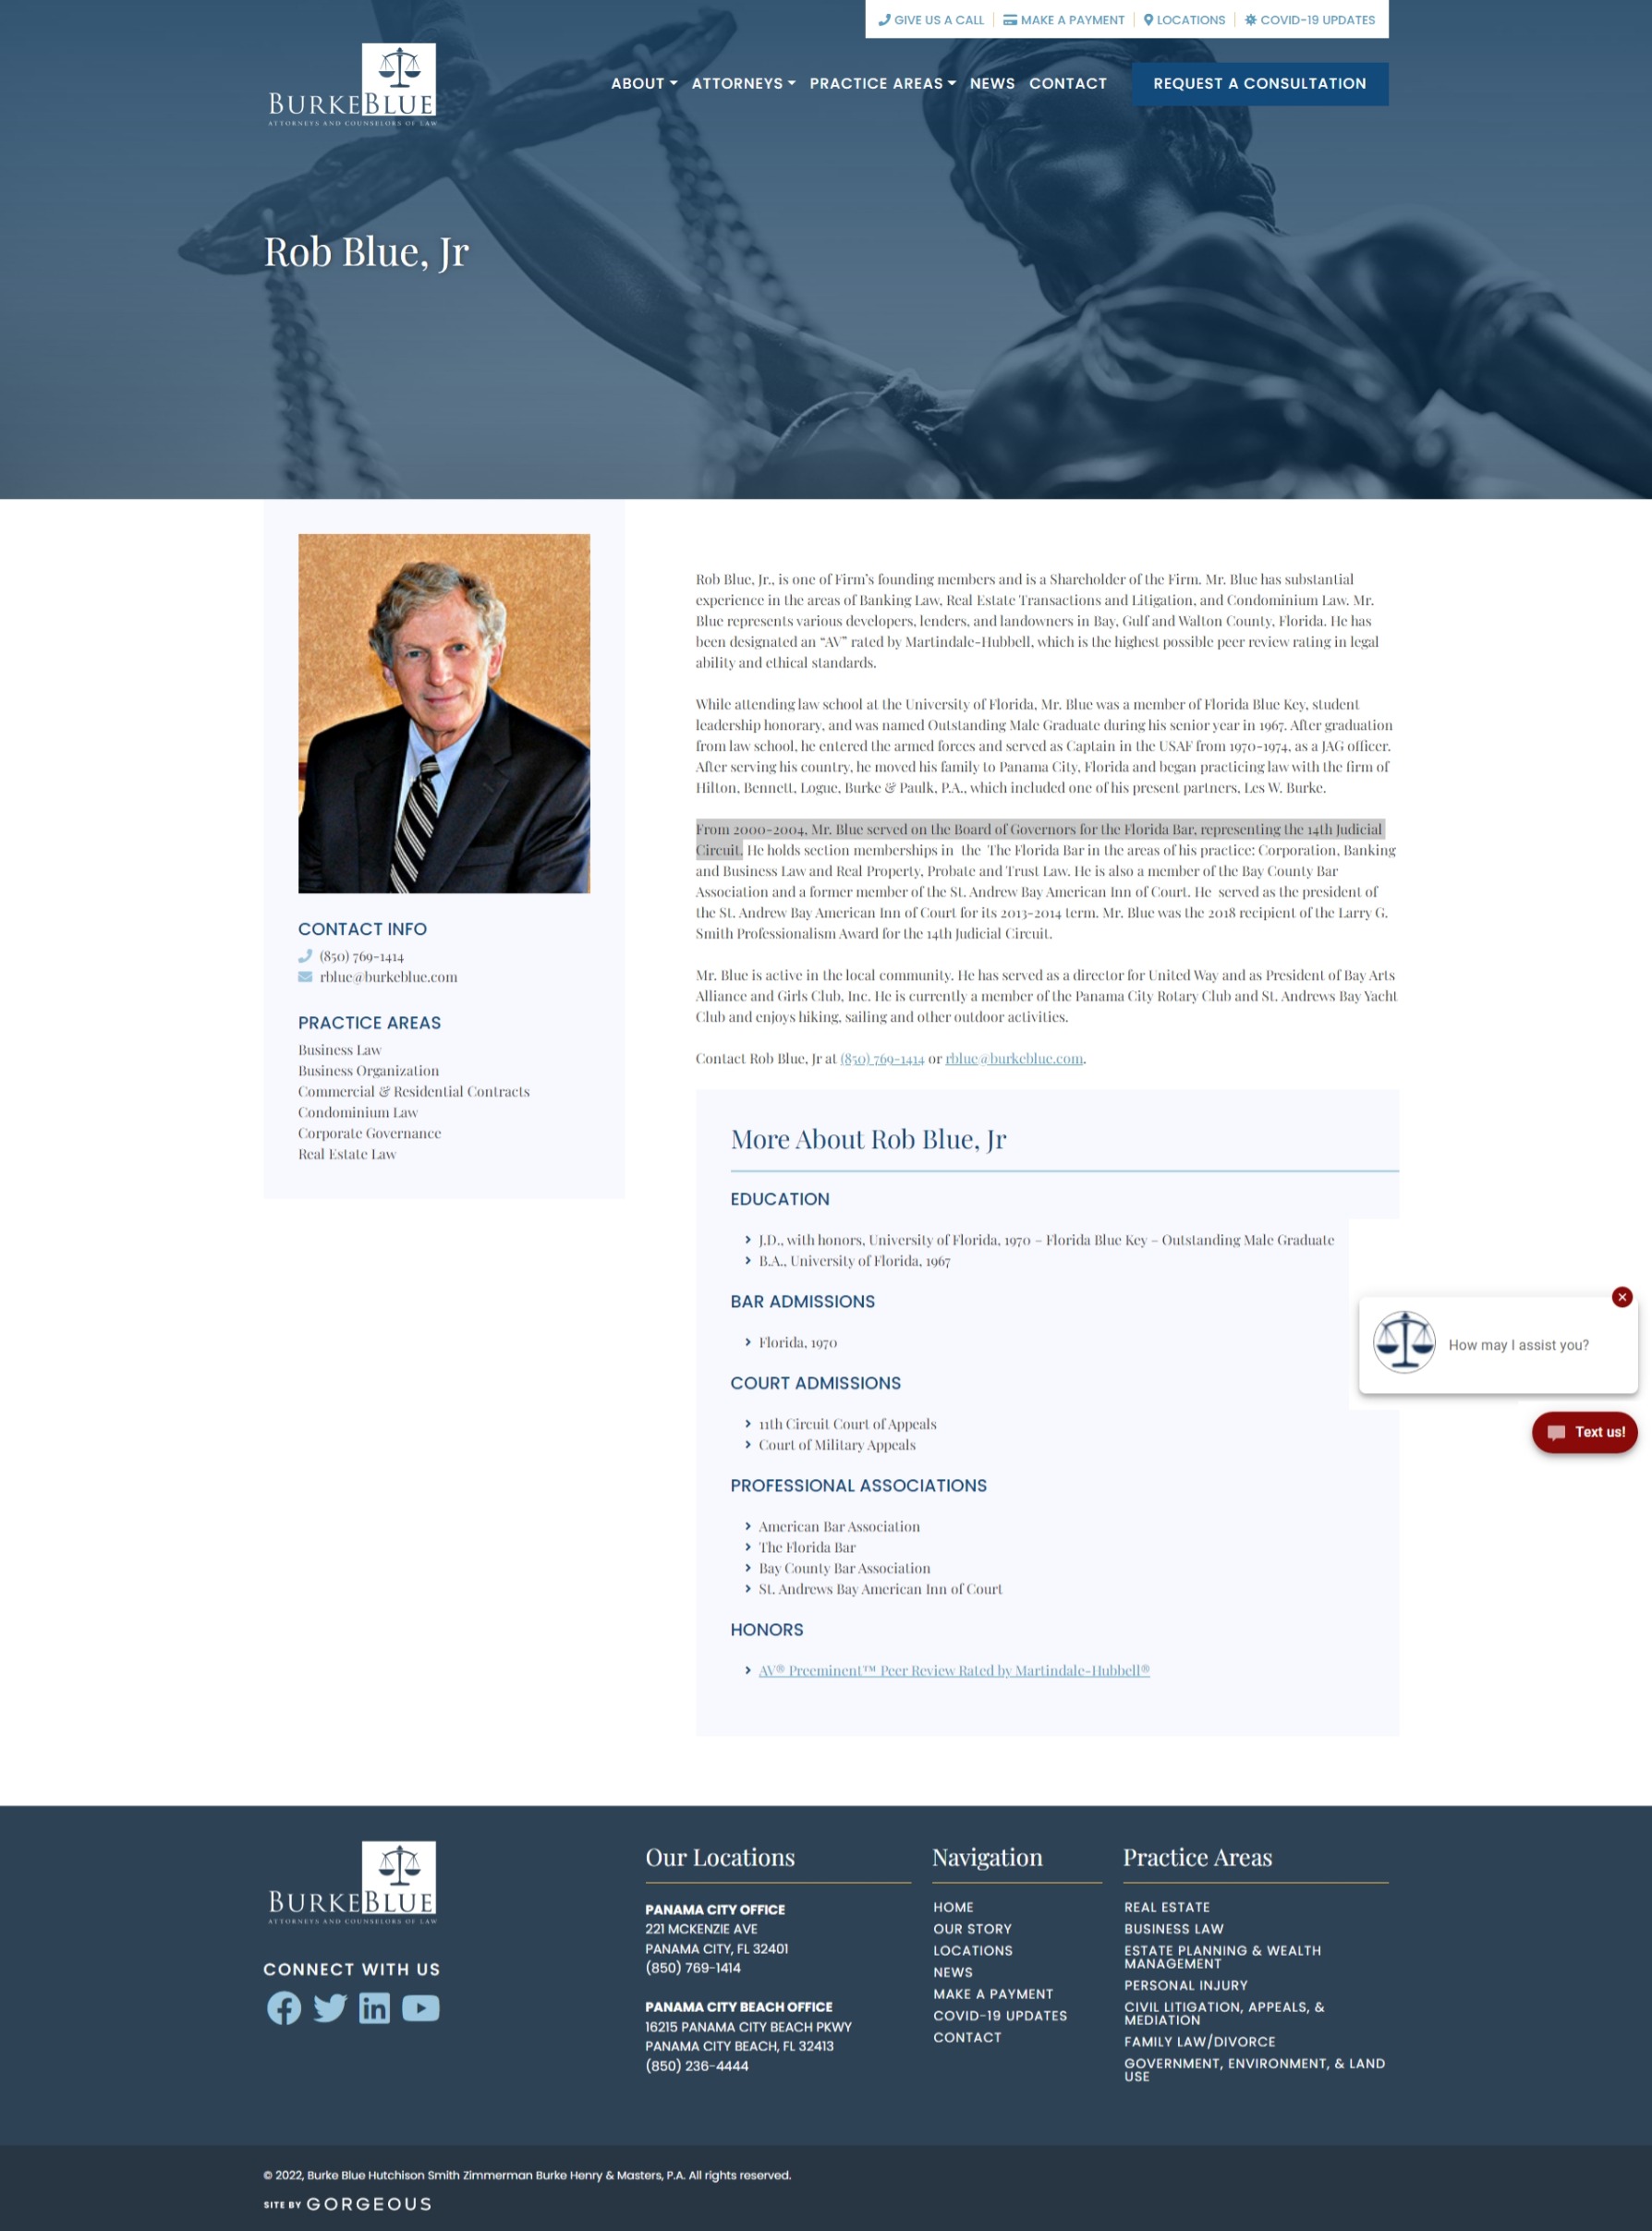 GIVE US A CALL
MAKE A PAYMENT
LOCATIONS
COVID-19 UPDATES
BURKEBLUE
ATTORNEYS AND COUNSELORS OF LAW
ABOUT
ATTORNEYS
PRACTICE AREAS
NEWS
CONTACT
REQUEST A CONSULTATION
Rob Blue, Jr
CONTACT INFO
(850) 769-1414
rblue@burkeblue.com
PRACTICE AREAS
Business Law
Business Organization
Commercial & Residential Contracts
Condominium Law
Corporate Governance
Real Estate Law
Rob Blue, Jr., is one of Firm's founding members and is a Shareholder of the Firm. Mr. Blue has substantial
experience in the areas of Banking Law, Real Estate Transactions and Litigation, and Condominium Law. Mr.
Blue represents various developers, lenders, and landowners in Bay, Gulf and Walton County, Florida. He has
been designated an “AV” rated by Martindale-Hubbell, which is the highest possible peer review rating in legal
ability and ethical standards.
While attending law school at the University of Florida, Mr. Blue was a member of Florida Blue Key, student
leadership honorary, and was named Outstanding Male Graduate during his senior year in 1967. After graduation
from law school, he entered the armed forces and served as Captain in the USAF from 1970-1974, as a JAG officer.
After serving his country, he moved his family to Panama City, Florida and began practicing law with the firm of
Hilton, Bennett, Logue, Burke & Paulk, P.A., which included one of his present partners, Les W. Burke.
From 2000-2004, Mr. Blue served on the Board of Governors for the Florida Bar, representing the 14th Judicial
Circuit. He holds section memberships in the The Florida Bar in the areas of his practice: Corporation, Banking
and Business Law and Real Property, Probate and Trust Law. He is also a member of the Bay County Bar
Association and a former member of the St. Andrew Bay American Inn of Court. He served as the president of
the St. Andrew Bay American Inn of Court for its 2013-2014 term. Mr. Blue was the 2018 recipient of the Larry G.
Smith Professionalism Award for the 14th Judicial Circuit.
Mr. Blue is active in the local community. He has served as a director for United Way and as President of Bay Arts
Alliance and Girls Club, Inc. He is currently a member of the Panama City Rotary Club and St. Andrews Bay Yacht
Club and enjoys hiking, sailing and other outdoor activities.
Contact Rob Blue, Jr at (850) 769-1414 or rblue@burkeblue.com.
More About Rob Blue, Jr
EDUCATION
J.D., with honors, University of Florida, 1970 – Florida Blue Key – Outstanding Male Graduate
B.A., University of Florida, 1967
BAR ADMISSIONS
Florida, 1970
COURT ADMISSIONS
11th Circuit Court of Appeals
Court of Military Appeals
PROFESSIONAL ASSOCIATIONS
American Bar Association
The Florida Bar
Bay County Bar Association
St. Andrews Bay American Inn of Court
HONORS
AV® Preeminent™ Peer Review Rated by Martindale-Hubbell®
How may I assist you?
Text us!
BURKEBLUE
ATTORNEYS AND COUNSELORS OF LAW
CONNECT WITH US
Our Locations
PANAMA CITY OFFICE
221 MCKENZIE AVE
PANAMA CITY, FL 32401
(850) 769-1414
PANAMA CITY BEACH OFFICE
16215 PANAMA CITY BEACH PKWY
PANAMA CITY BEACH, FL 32413
(850) 236-4444
Navigation
HOME
OUR STORY
LOCATIONS
NEWS
MAKE A PAYMENT
COVID-19 UPDATES
CONTACT
Practice Areas
REAL ESTATE
BUSINESS LAW
ESTATE PLANNING & WEALTH
MANAGEMENT
PERSONAL INJURY
CIVIL LITIGATION, APPEALS, &
MEDIATION
FAMILY LAW/DIVORCE
GOVERNMENT, ENVIRONMENT, & LAND
USE
© 2022, Burke Blue Hutchison Smith Zimmerman Burke Henry & Masters, P.A. All rights reserved.
SITE BY GORGEOUS